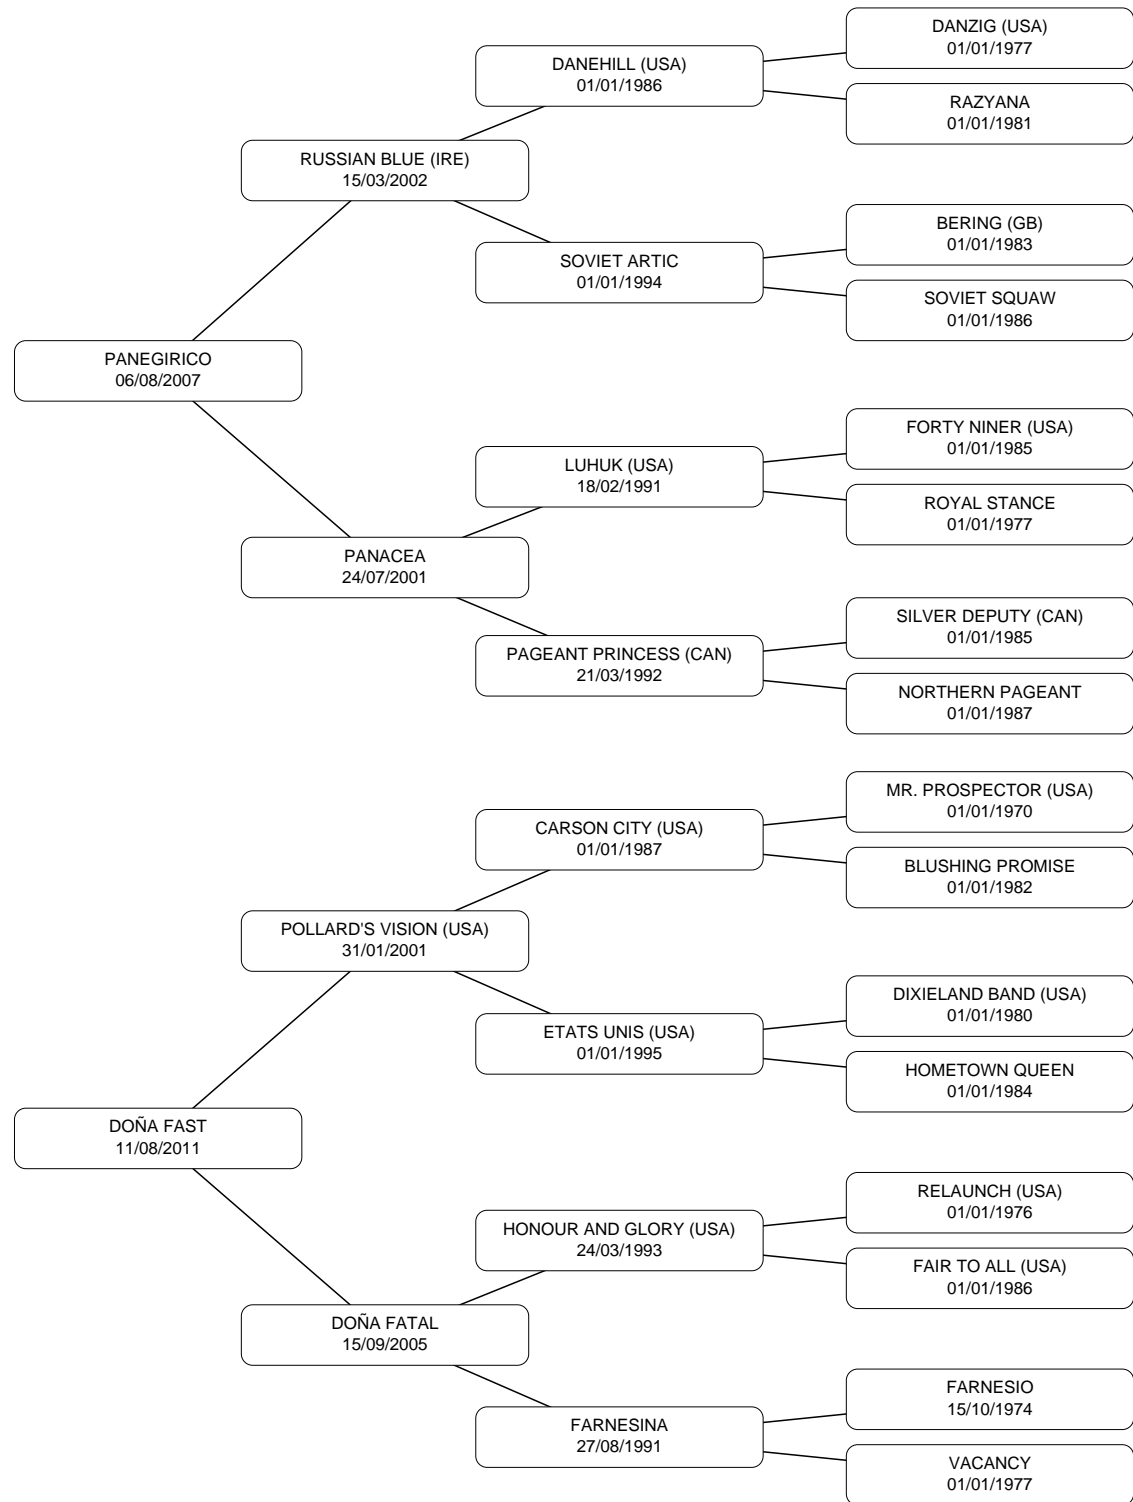 DANZIG (USA)
01/01/1977
DANEHILL (USA)
01/01/1986
RAZYANA
01/01/1981
RUSSIAN BLUE (IRE)
15/03/2002
BERING (GB)
01/01/1983
SOVIET ARTIC
01/01/1994
SOVIET SQUAW
01/01/1986
PANEGIRICO
06/08/2007
FORTY NINER (USA)
01/01/1985
LUHUK (USA)
18/02/1991
ROYAL STANCE
01/01/1977
PANACEA
24/07/2001
SILVER DEPUTY (CAN)
01/01/1985
PAGEANT PRINCESS (CAN)
21/03/1992
NORTHERN PAGEANT
01/01/1987
MR. PROSPECTOR (USA)
01/01/1970
CARSON CITY (USA)
01/01/1987
BLUSHING PROMISE
01/01/1982
POLLARD'S VISION (USA)
31/01/2001
DIXIELAND BAND (USA)
01/01/1980
ETATS UNIS (USA)
01/01/1995
HOMETOWN QUEEN
01/01/1984
DOÑA FAST
11/08/2011
RELAUNCH (USA)
01/01/1976
HONOUR AND GLORY (USA)
24/03/1993
FAIR TO ALL (USA)
01/01/1986
DOÑA FATAL
15/09/2005
FARNESIO
15/10/1974
FARNESINA
27/08/1991
VACANCY
01/01/1977